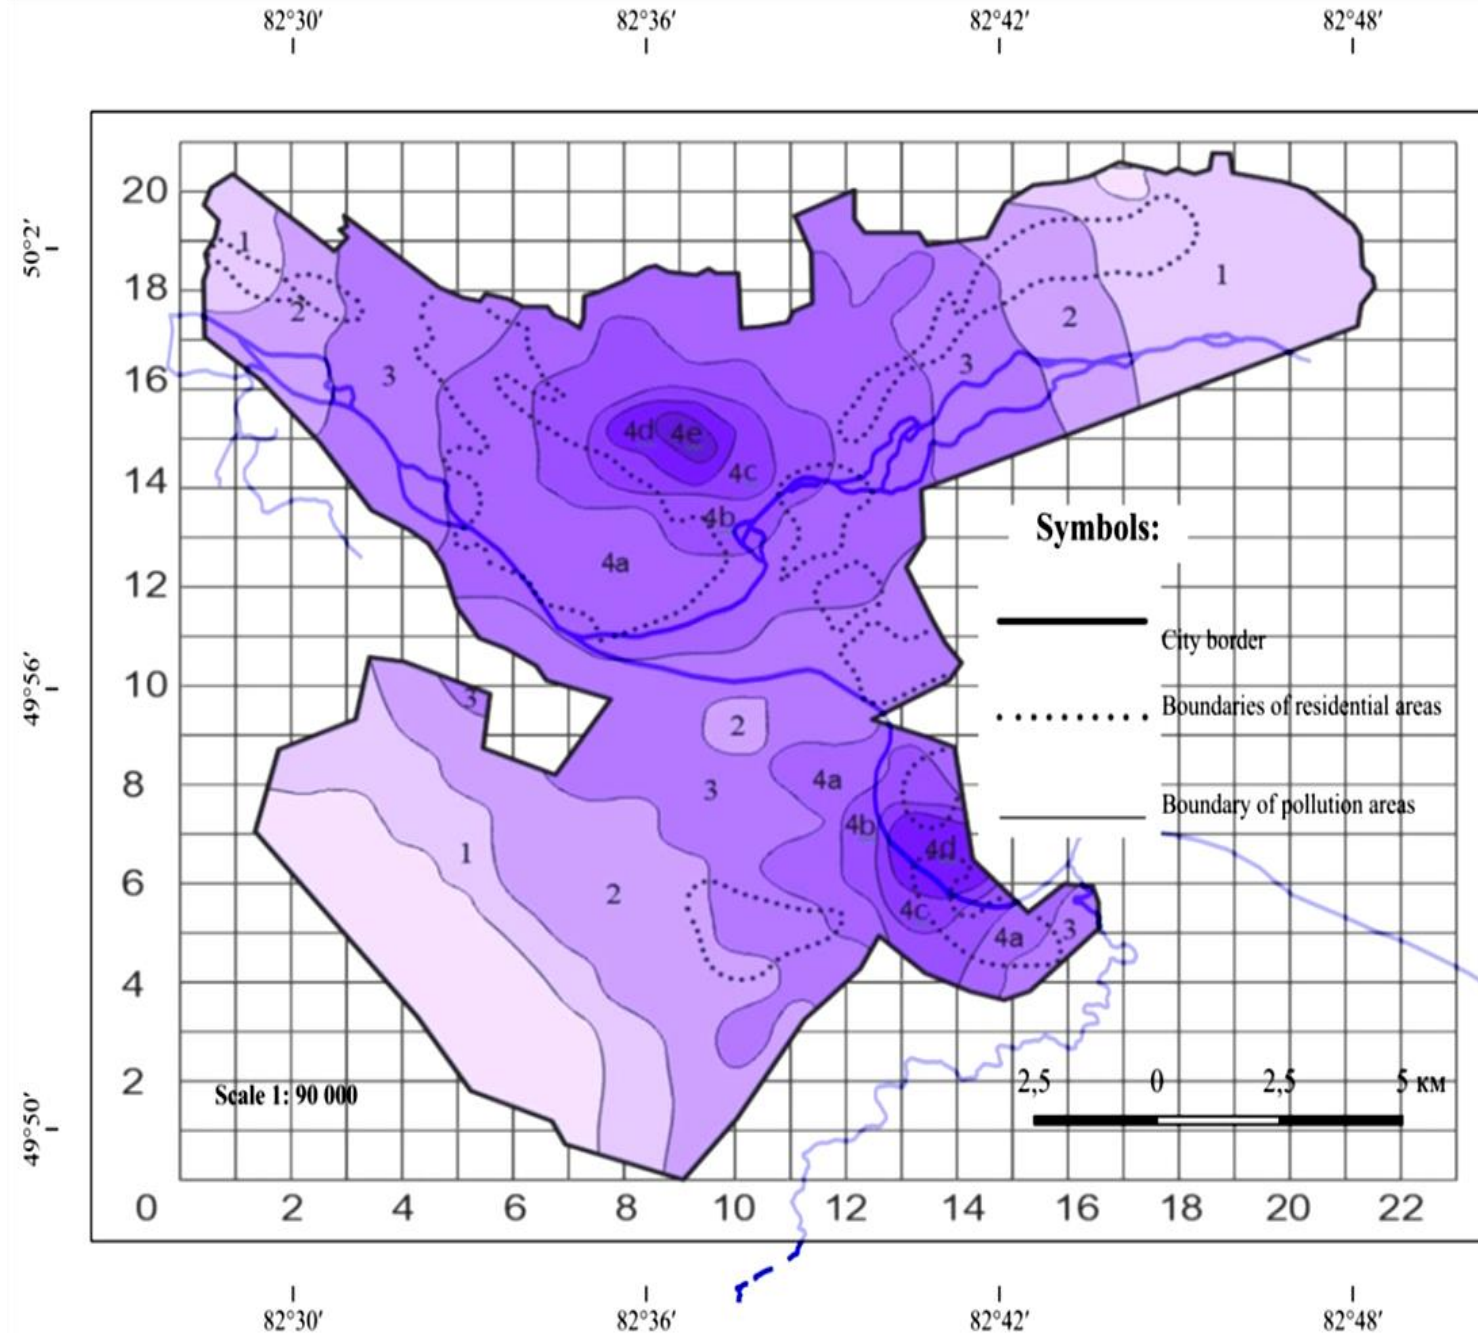 82°30′ 82°36′ 82°42′ 82°48′
20
1
50°2′
18
1
2
2
16
3
3
4d 4e
14
4c
4b
Symbols:
12
4a
City border
49°56′
10
3
Boundaries of residential areas
2
8
4a
3
Boundary of pollution areas
4b
1
4d
6
2
4c
4a 3
4
2
Scale 1: 90 000
2,5 0 2,5 5 км
49°50′
0 2 4 6 8 10 12 14 16 18 20 22
82°30′ 82°36′ 82°42′ 82°48′